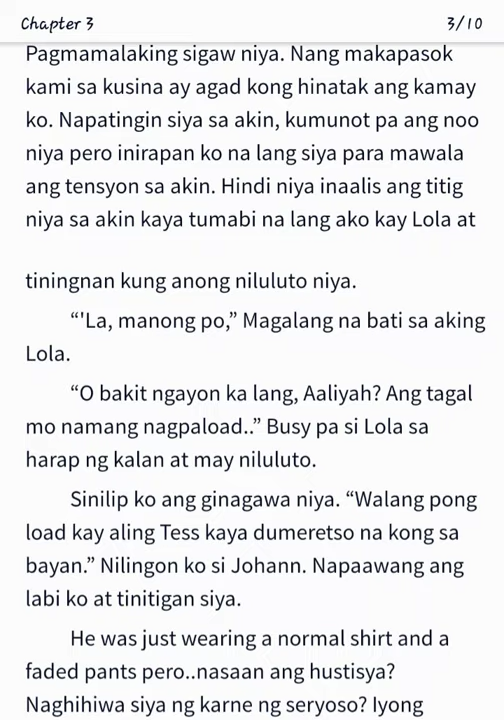 Chapter 3
3/10
Pagmamalaking sigaw niya. Nang makapasok
kami sa kusina ay agad kong hinatak ang kamay
ko. Napatingin siya sa akin, kumunot pa ang noo
niya pero inirapan ko na lang siya para mawala
ang tensyon sa akin. Hindi niya inaalis ang titig
niya sa akin kaya tumabi na lang ako kay Lola at
tiningnan kung anong niluluto niya.
“'La, manong po,” Magalang na bati sa aking
Lola.
“O bakit ngayon ka lang, Aaliyah? Ang tagal
mo namang nagpaload..” Busy pa si Lola sa
harap ng kalan at may niluluto.
Sinilip ko ang ginagawa niya. “Walang pong
load kay aling Tess kaya dumeretso na kong sa
bayan.” Nilingon ko si Johann. Napaawang ang
labi ko at tinitigan siya.
He was just wearing a normal shirt and a
faded pants pero..nasaan ang hustisya?
Naghihiwa siya ng karne ng seryoso? Iyong